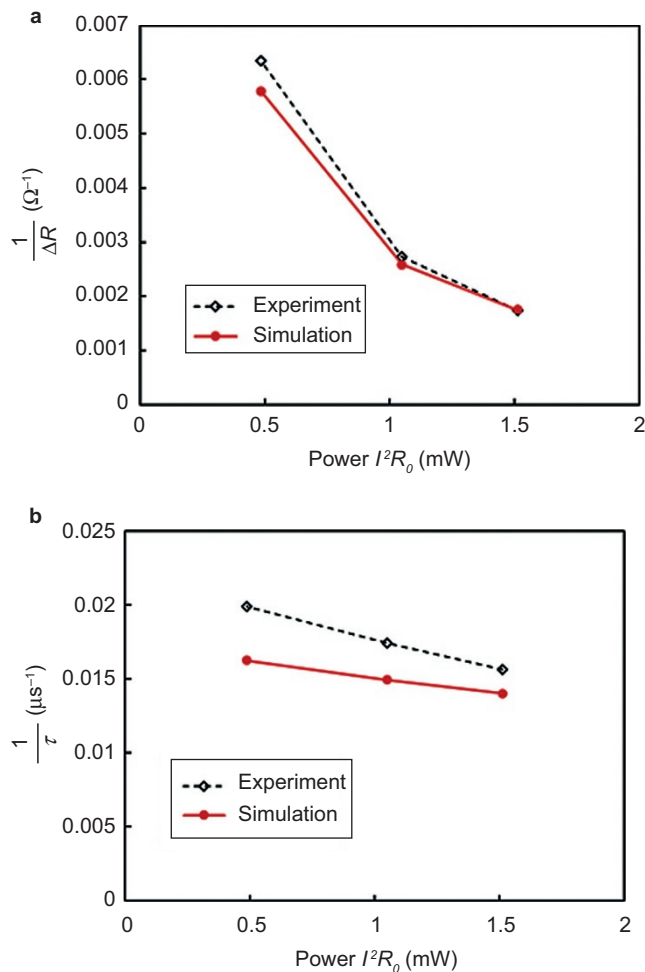 a
0.007
0.006
0.005
0.004
0.003
0.002
0.001
0
1/ΔR (Ω⁻¹)
Experiment
Simulation
0 0.5 1 1.5 2
Power I²R₀ (mW)
b
0.025
0.02
0.015
0.01
0.005
0
1/τ (µs⁻¹)
Experiment
Simulation
0 0.5 1 1.5 2
Power I²R₀ (mW)